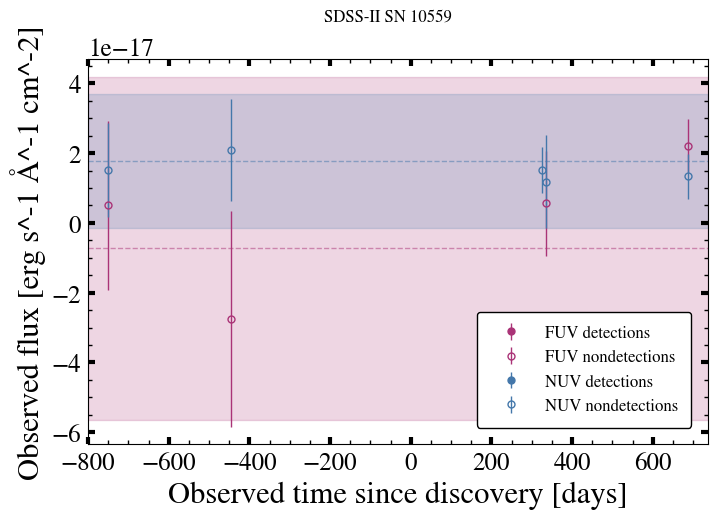 SDSS-II SN 10559
1e−17
Observed flux [erg s^-1 Å^-1 cm^-2]
4
2
0
−2
−4
−6
FUV detections
FUV nondetections
NUV detections
NUV nondetections
−800 −600 −400 −200 0 200 400 600
Observed time since discovery [days]